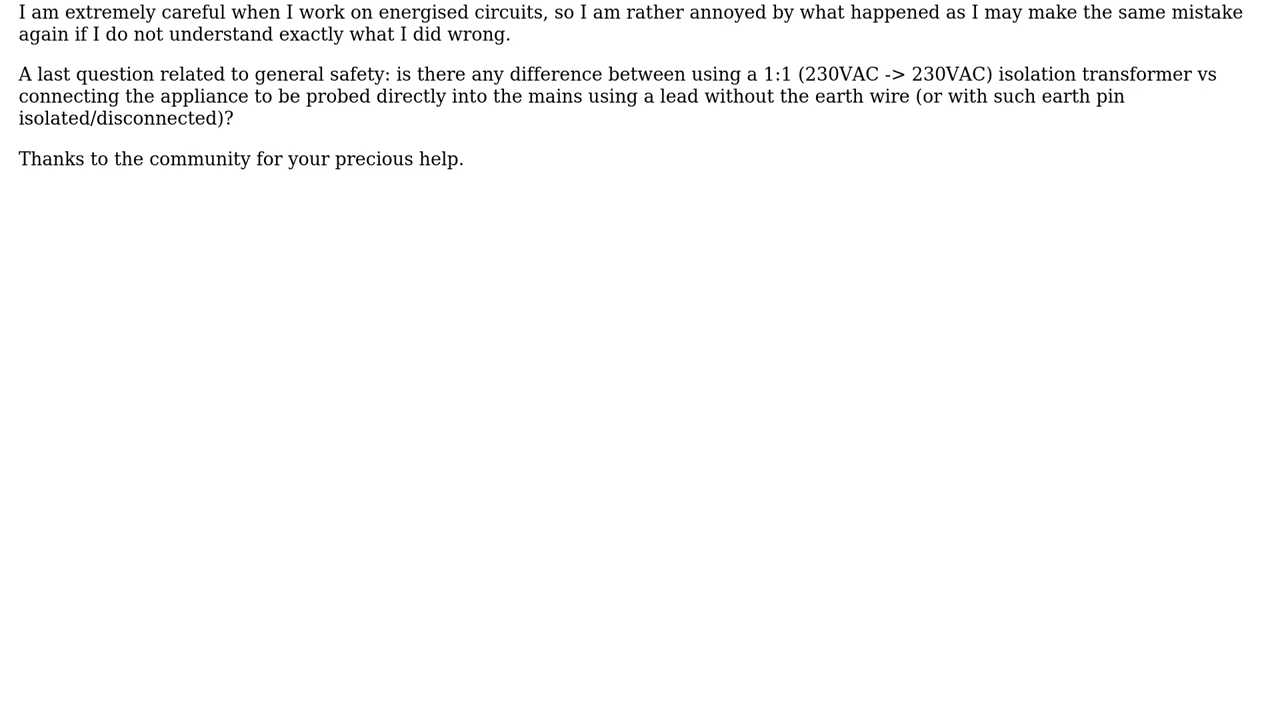 I am extremely careful when I work on energised circuits, so I am rather annoyed by what happened as I may make the same mistake
again if I do not understand exactly what I did wrong.
A last question related to general safety: is there any difference between using a 1:1 (230VAC -> 230VAC) isolation transformer vs
connecting the appliance to be probed directly into the mains using a lead without the earth wire (or with such earth pin
isolated/disconnected)?
Thanks to the community for your precious help.